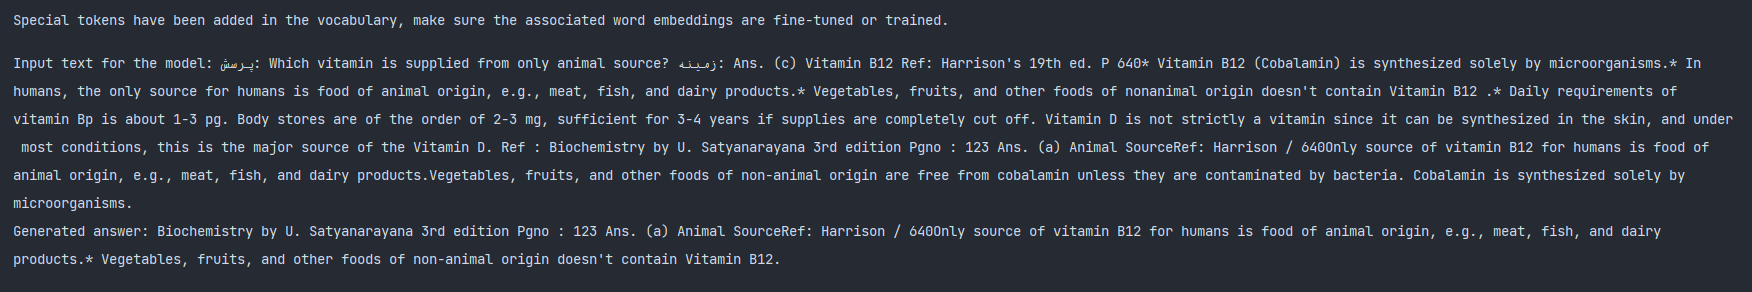 Special tokens have been added in the vocabulary, make sure the associated word embeddings are fine-tuned or trained.
Input text for the model: پرسش: Which vitamin is supplied from only animal source? زمینه: Ans. (c) Vitamin B12 Ref: Harrison's 19th ed. P 640* Vitamin B12 (Cobalamin) is synthesized solely by microorganisms.* In
humans, the only source for humans is food of animal origin, e.g., meat, fish, and dairy products.* Vegetables, fruits, and other foods of nonanimal origin doesn't contain Vitamin B12 .* Daily requirements of
vitamin Bp is about 1-3 pg. Body stores are of the order of 2-3 mg, sufficient for 3-4 years if supplies are completely cut off. Vitamin D is not strictly a vitamin since it can be synthesized in the skin, and under
most conditions, this is the major source of the Vitamin D. Ref : Biochemistry by U. Satyanarayana 3rd edition Pgno : 123 Ans. (a) Animal SourceRef: Harrison / 640Only source of vitamin B12 for humans is food of
animal origin, e.g., meat, fish, and dairy products.Vegetables, fruits, and other foods of non-animal origin are free from cobalamin unless they are contaminated by bacteria. Cobalamin is synthesized solely by
microorganisms.
Generated answer: Biochemistry by U. Satyanarayana 3rd edition Pgno : 123 Ans. (a) Animal SourceRef: Harrison / 640Only source of vitamin B12 for humans is food of animal origin, e.g., meat, fish, and dairy
products.* Vegetables, fruits, and other foods of non-animal origin doesn't contain Vitamin B12.